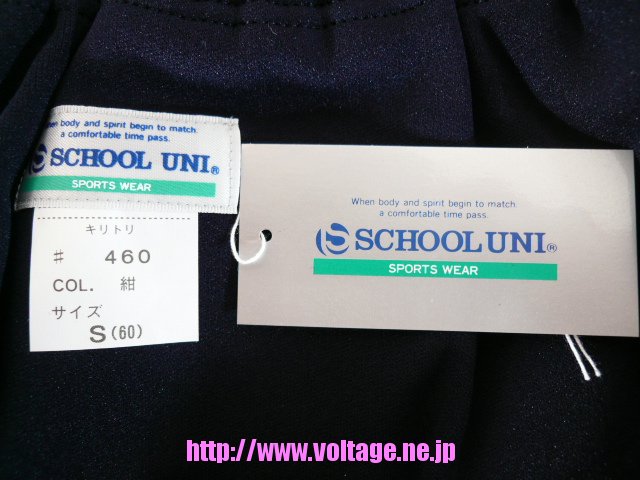 When body and spirit begin to match.
a comfortable time pass.
S SCHOOL UNI®
SPORTS WEAR
キリトリ
# 460
COL. 紺
サイズ
S(60)
When body and spirit begin to match
a comfortable time pass.
S SCHOOL UNI®
SPORTS WEAR
http://www.voltage.ne.jp